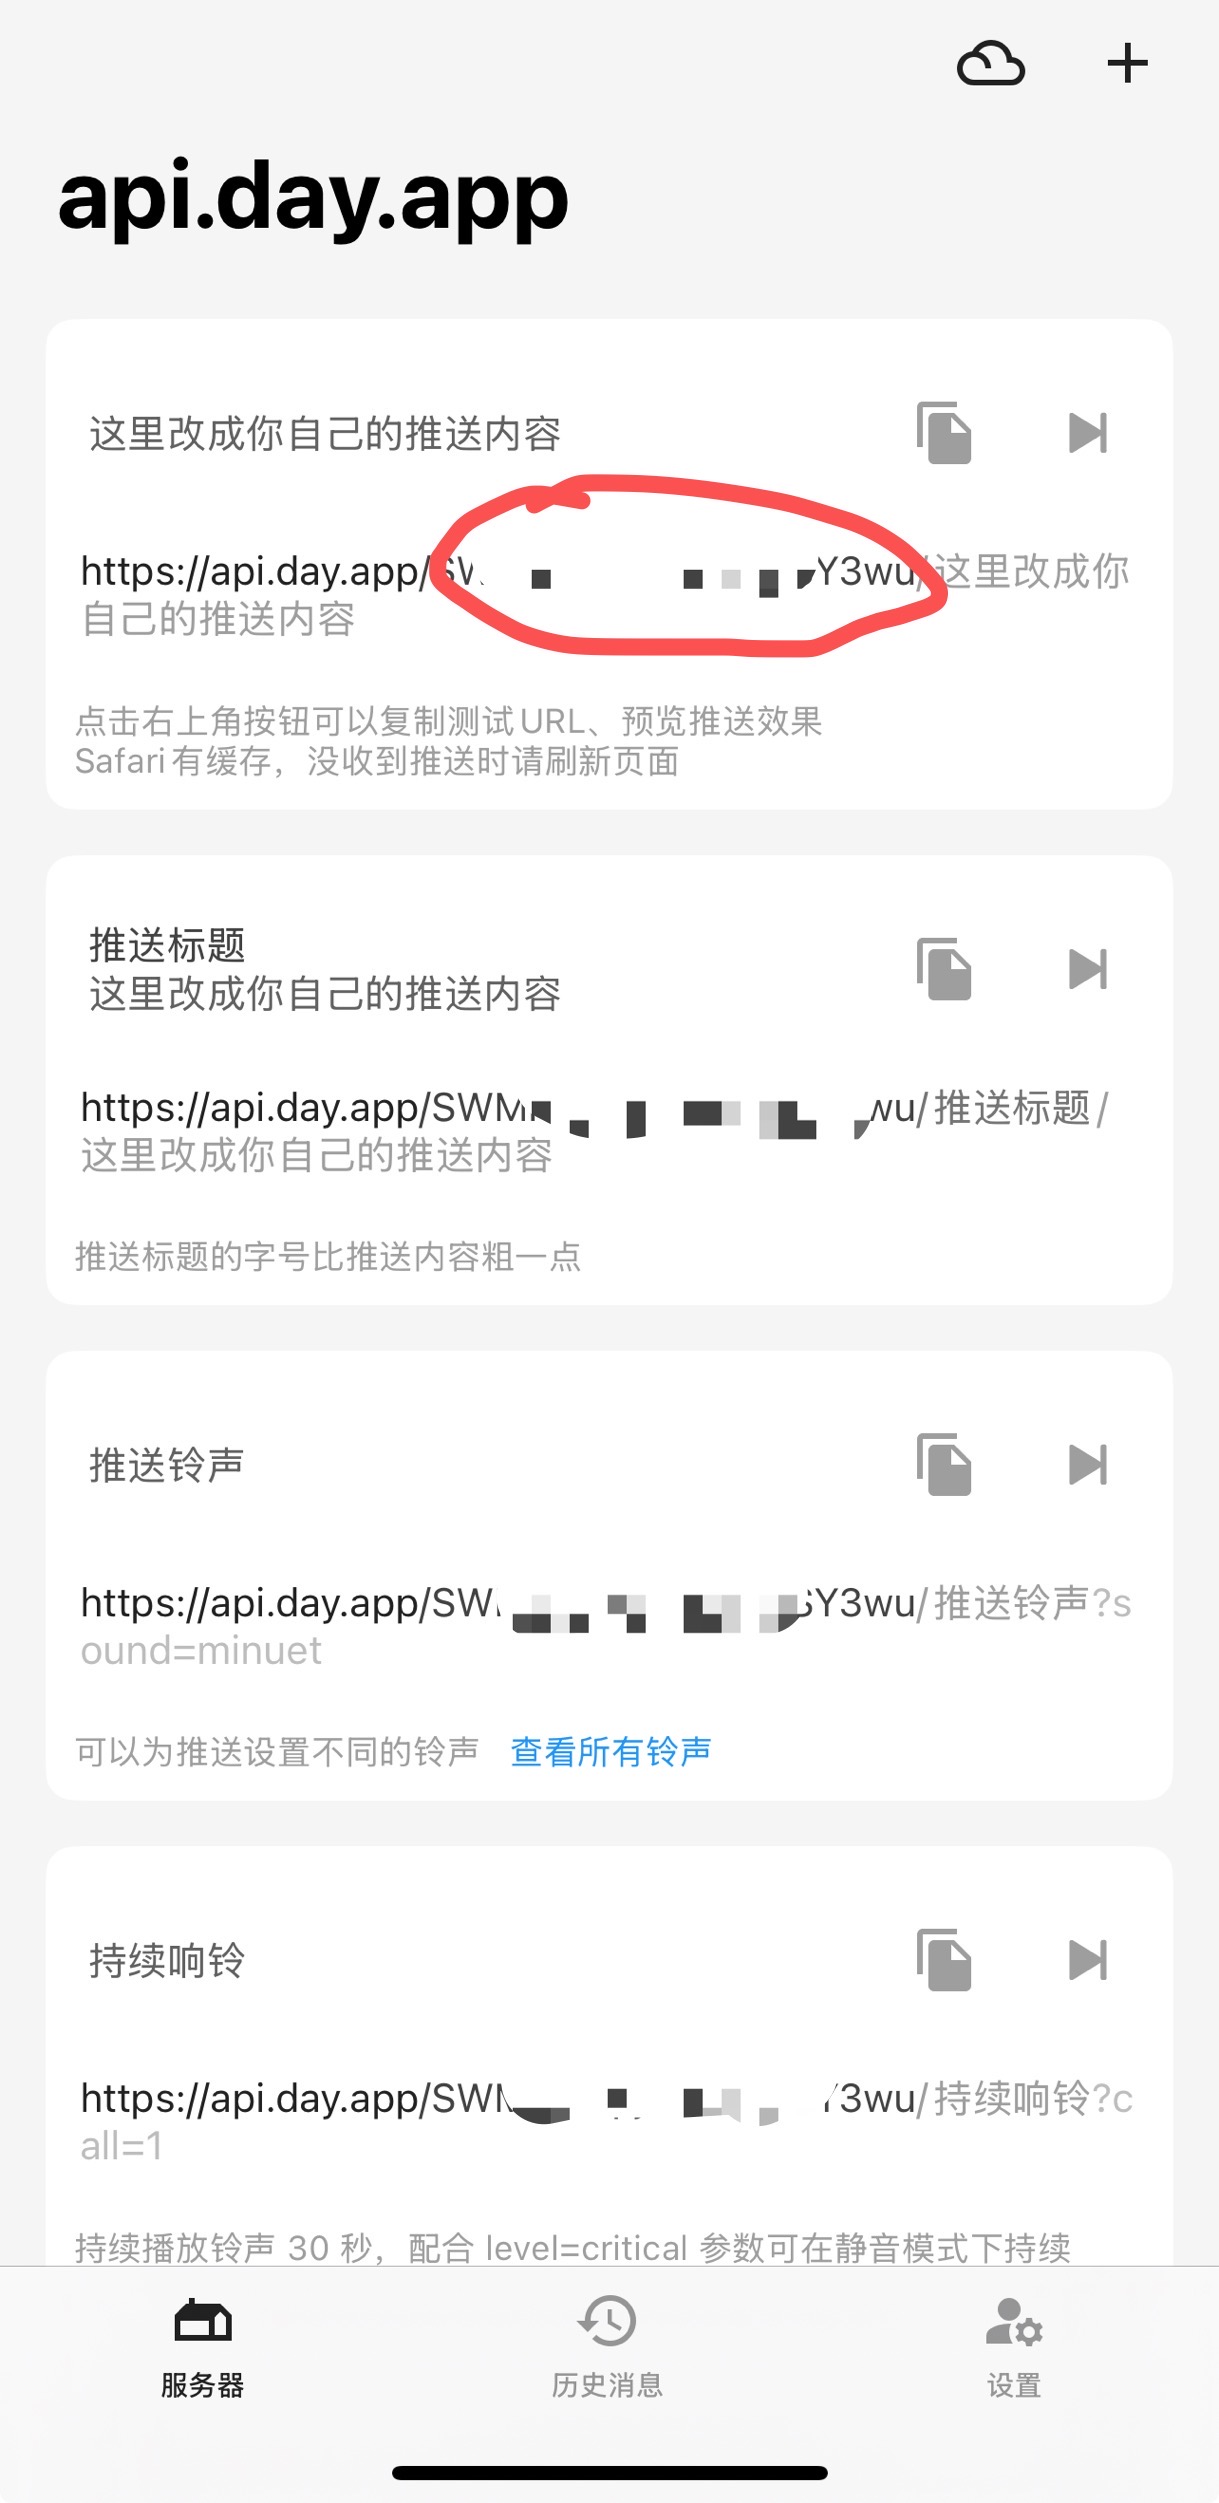 api.day.app
这里改成你自己的推送内容
https://api.day.app/SW Y3wu/这里改成你
自己的推送内容
点击右上角按钮可以复制测试URL、预览推送效果
Safari有缓存，没收到推送时请刷新页面
推送标题
这里改成你自己的推送内容
https://api.day.app/SWM wu/推送标题/
这里改成你自己的推送内容
推送标题的字号比推送内容粗一点
推送铃声
https://api.day.app/SW Y3wu/推送铃声?s
ound=minuet
可以为推送设置不同的铃声 查看所有铃声
持续响铃
https://api.day.app/SW 3wu/持续响铃?c
all=1
持续播放铃声 30 秒，配合 level=critical 参数可在静音模式下持续
服务器 历史消息 设置